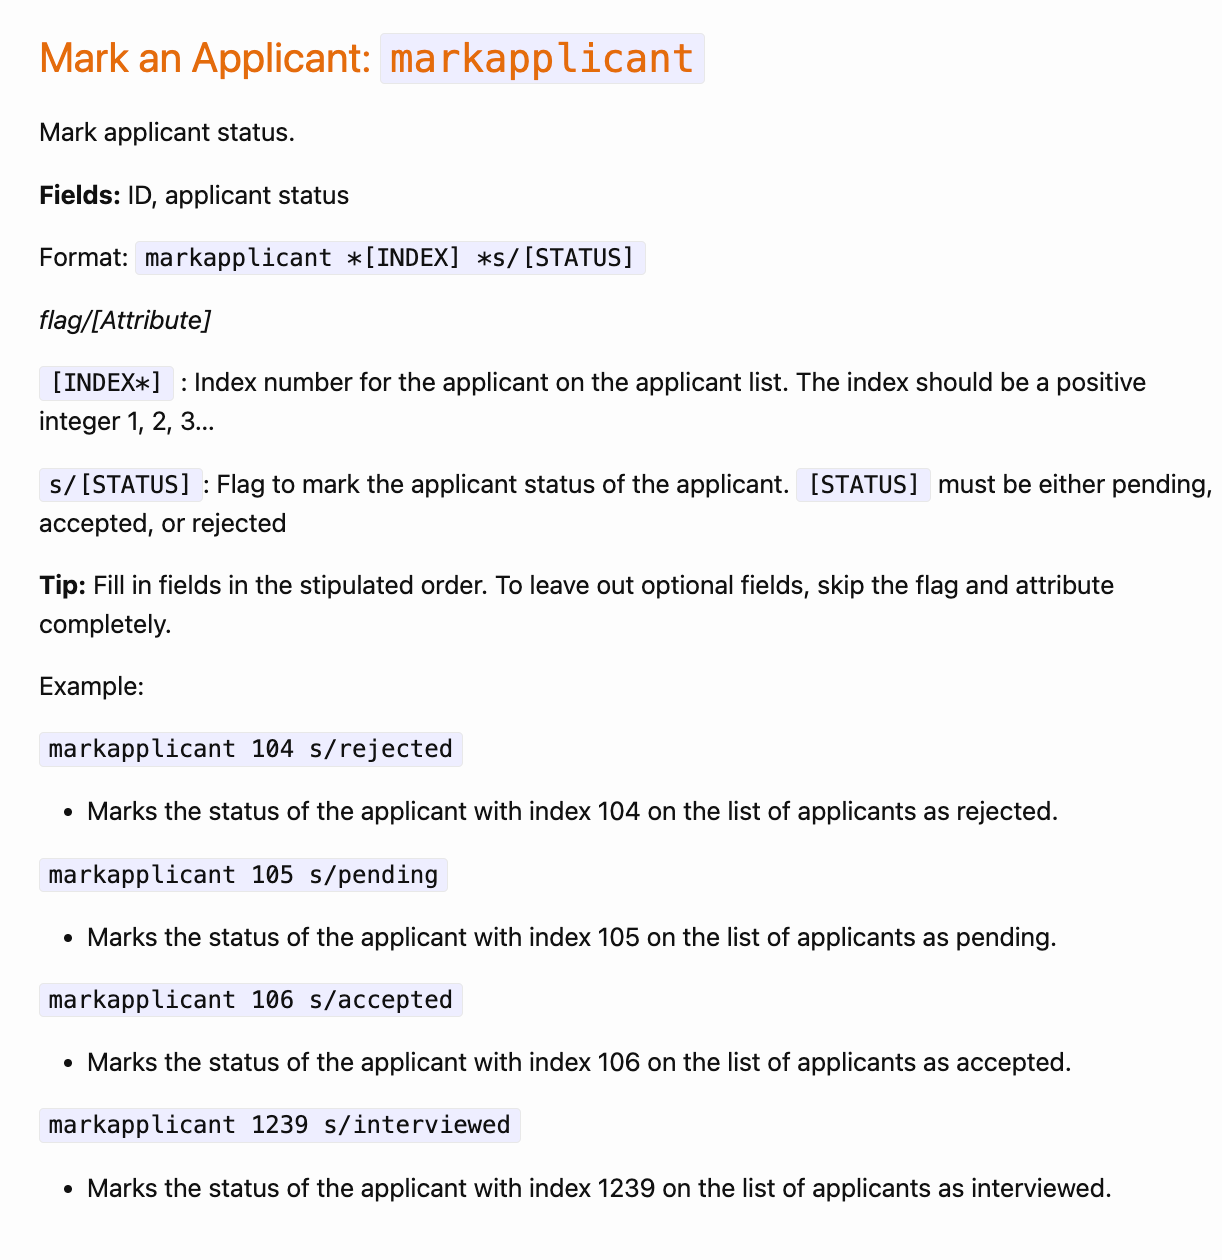 Mark an Applicant: markapplicant
Mark applicant status.
Fields: ID, applicant status
Format: markapplicant *[INDEX] *s/[STATUS]
flag/[Attribute]
[INDEX*] : Index number for the applicant on the applicant list. The index should be a positive
integer 1, 2, 3...
s/[STATUS] : Flag to mark the applicant status of the applicant. [STATUS] must be either pending,
accepted, or rejected
Tip: Fill in fields in the stipulated order. To leave out optional fields, skip the flag and attribute
completely.
Example:
markapplicant 104 s/rejected
• Marks the status of the applicant with index 104 on the list of applicants as rejected.
markapplicant 105 s/pending
• Marks the status of the applicant with index 105 on the list of applicants as pending.
markapplicant 106 s/accepted
• Marks the status of the applicant with index 106 on the list of applicants as accepted.
markapplicant 1239 s/interviewed
• Marks the status of the applicant with index 1239 on the list of applicants as interviewed.